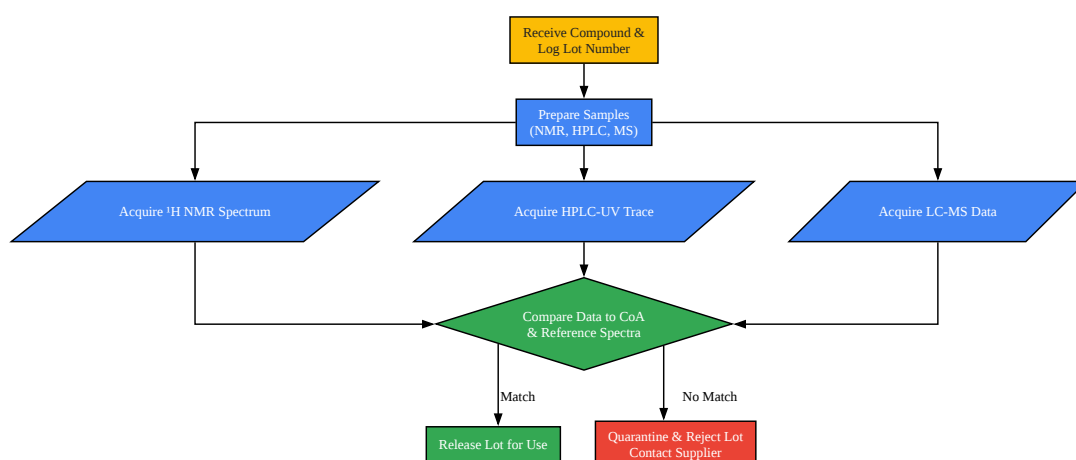 Receive Compound &
Log Lot Number
Prepare Samples
(NMR, HPLC, MS)
Acquire ¹H NMR Spectrum
Acquire HPLC-UV Trace
Acquire LC-MS Data
Compare Data to CoA
& Reference Spectra
Match
No Match
Release Lot for Use
Quarantine & Reject Lot
Contact Supplier